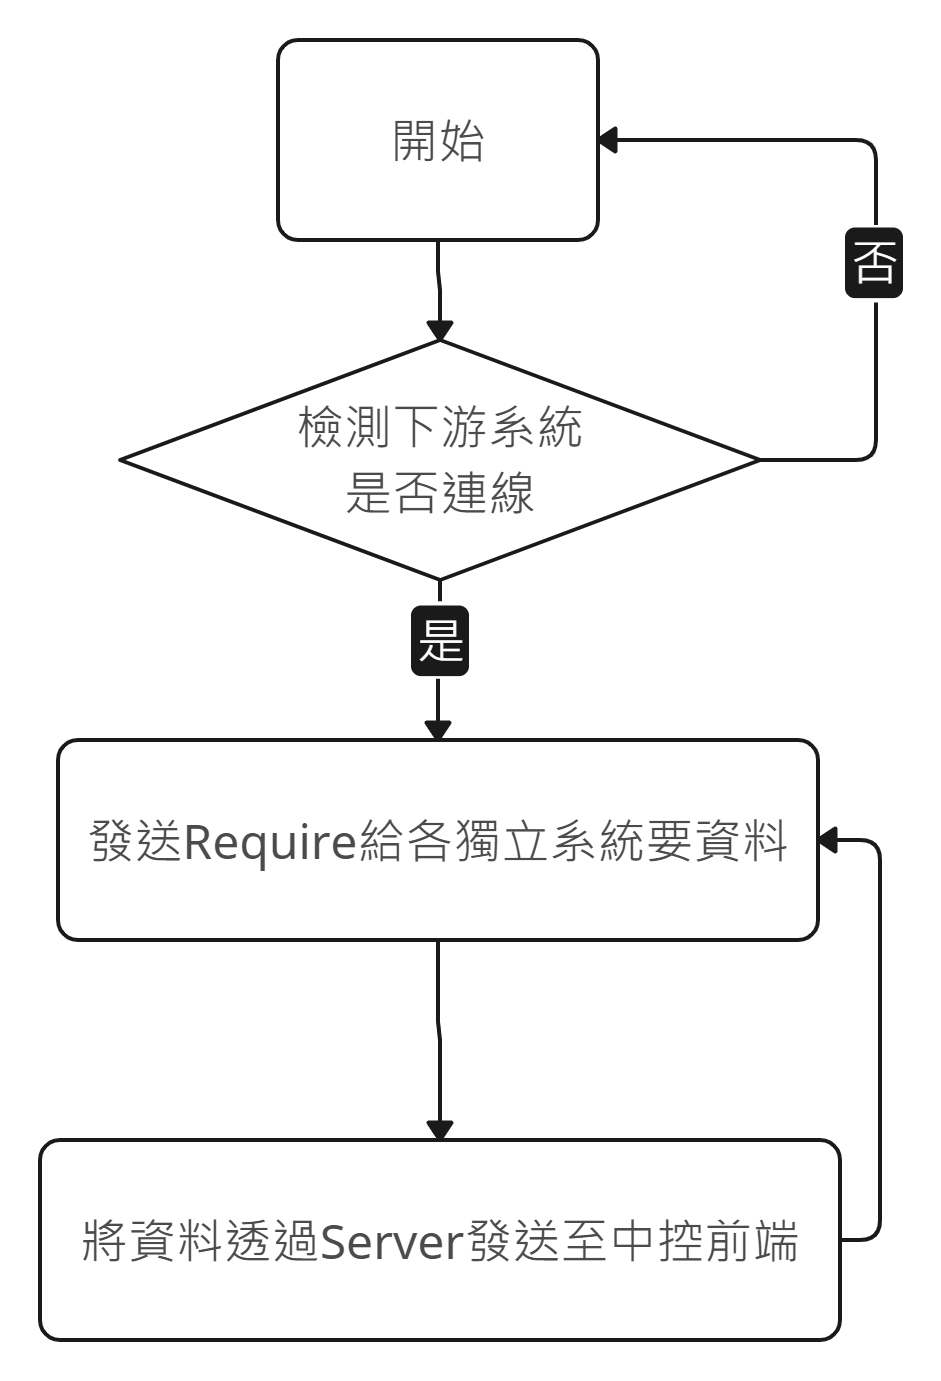 開始
否
檢測下游系統
是否連線
是
發送Require給各獨立系統要資料
將資料透過Server發送至中控前端